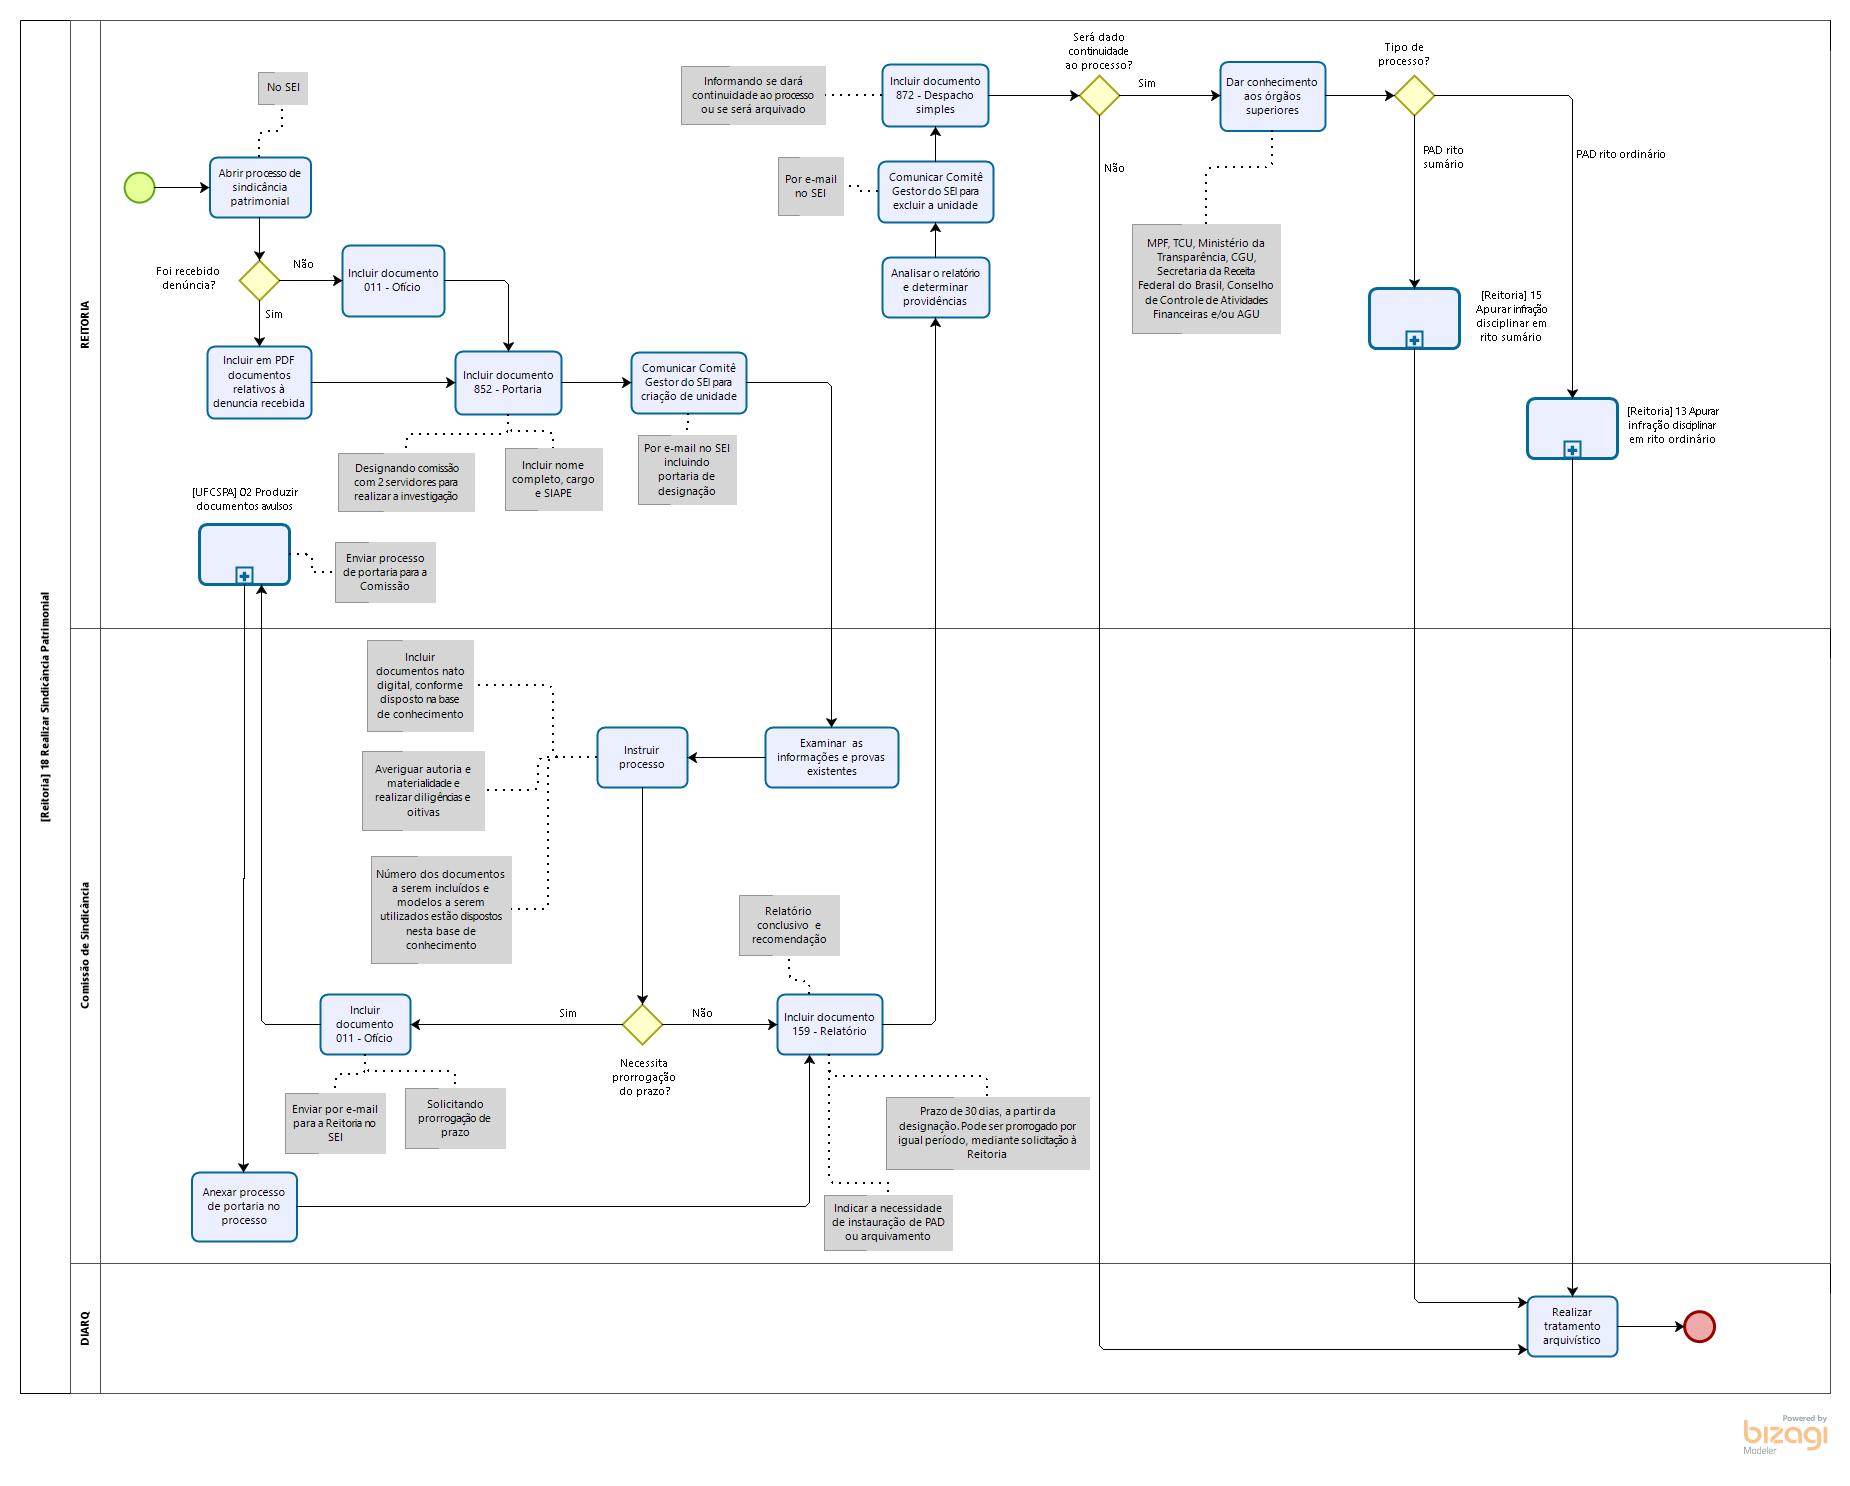 [Reitoria] 18 Realizar Sindicância Patrimonial
REITORIA
No SEI
Abrir processo de
sindicância
patrimonial
Foi recebido
denúncia?
Não
Sim
Incluir documento
011 - Ofício
Incluir em PDF
documentos
relativos à
denuncia recebida
Incluir documento
852 - Portaria
Designando comissão
com 2 servidores para
realizar a investigação
Incluir nome
completo, cargo
e SIAPE
Comunicar Comitê
Gestor do SEI para
criação de unidade
Por e-mail no SEI
incluindo
portaria de
designação
[UFCSPA] 02 Produzir
documentos avulsos
Enviar processo
de portaria para a
Comissão
Informando se dará
continuidade ao processo
ou se será arquivado
Incluir documento
872 - Despacho
simples
Por e-mail
no SEI
Comunicar Comitê
Gestor do SEI para
excluir a unidade
Analisar o relatório
e determinar
providências
Será dado
continuidade
ao processo?
Sim
Não
Dar conhecimento
aos órgãos
superiores
MPF, TCU, Ministério da
Transparência, CGU,
Secretaria da Receita
Federal do Brasil, Conselho
de Controle de Atividades
Financeiras e/ou AGU
Tipo de
processo?
PAD rito
sumário
PAD rito ordinário
[Reitoria] 15
Apurar infração
disciplinar em
rito sumário
[Reitoria] 13 Apurar
infração disciplinar
em rito ordinário
Comissão de Sindicância
Incluir
documentos nato
digital, conforme
disposto na base
de conhecimento
Averiguar autoria e
materialidade e
realizar diligências e
oitivas
Número dos documentos
a serem incluídos e
modelos a serem
utilizados estão dispostos
nesta base de
conhecimento
Instruir
processo
Examinar as
informações e provas
existentes
Relatório
conclusivo e
recomendação
Incluir
documento
011 - Ofício
Sim
Não
Necessita
prorrogação
do prazo?
Incluir documento
159 - Relatório
Enviar por e-mail
para a Reitoria no
SEI
Solicitando
prorrogação de
prazo
Prazo de 30 dias, a partir da
designação. Pode ser prorrogado por
igual período, mediante solicitação à
Reitoria
Anexar processo
de portaria no
processo
Indicar a necessidade
de instauração de PAD
ou arquivamento
DIARQ
Realizar
tratamento
arquivístico
Powered by
bizagi
Modeler